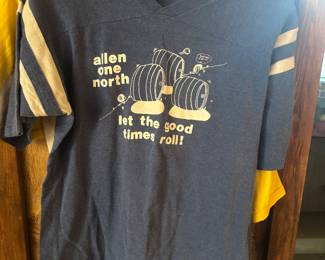 allen
one
north
let the good
times roll!